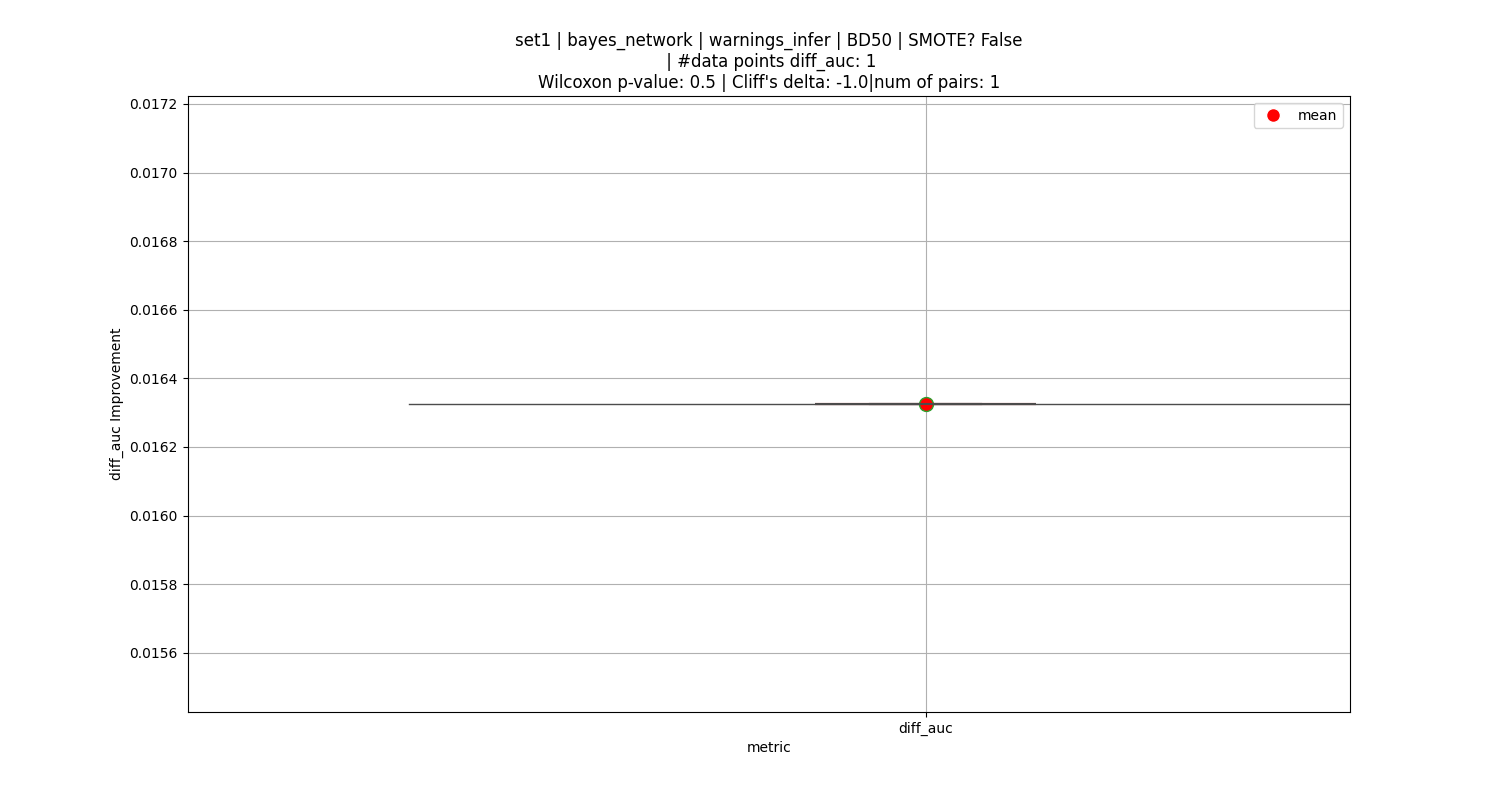 set1 | bayes_network | warnings_infer | BD50 | SMOTE? False
| #data points diff_auc: 1
Wilcoxon p-value: 0.5 | Cliff's delta: -1.0|num of pairs: 1
mean
0.0172
0.0170
0.0168
0.0166
0.0164
0.0162
0.0160
0.0158
0.0156
diff_auc Improvement
diff_auc
metric